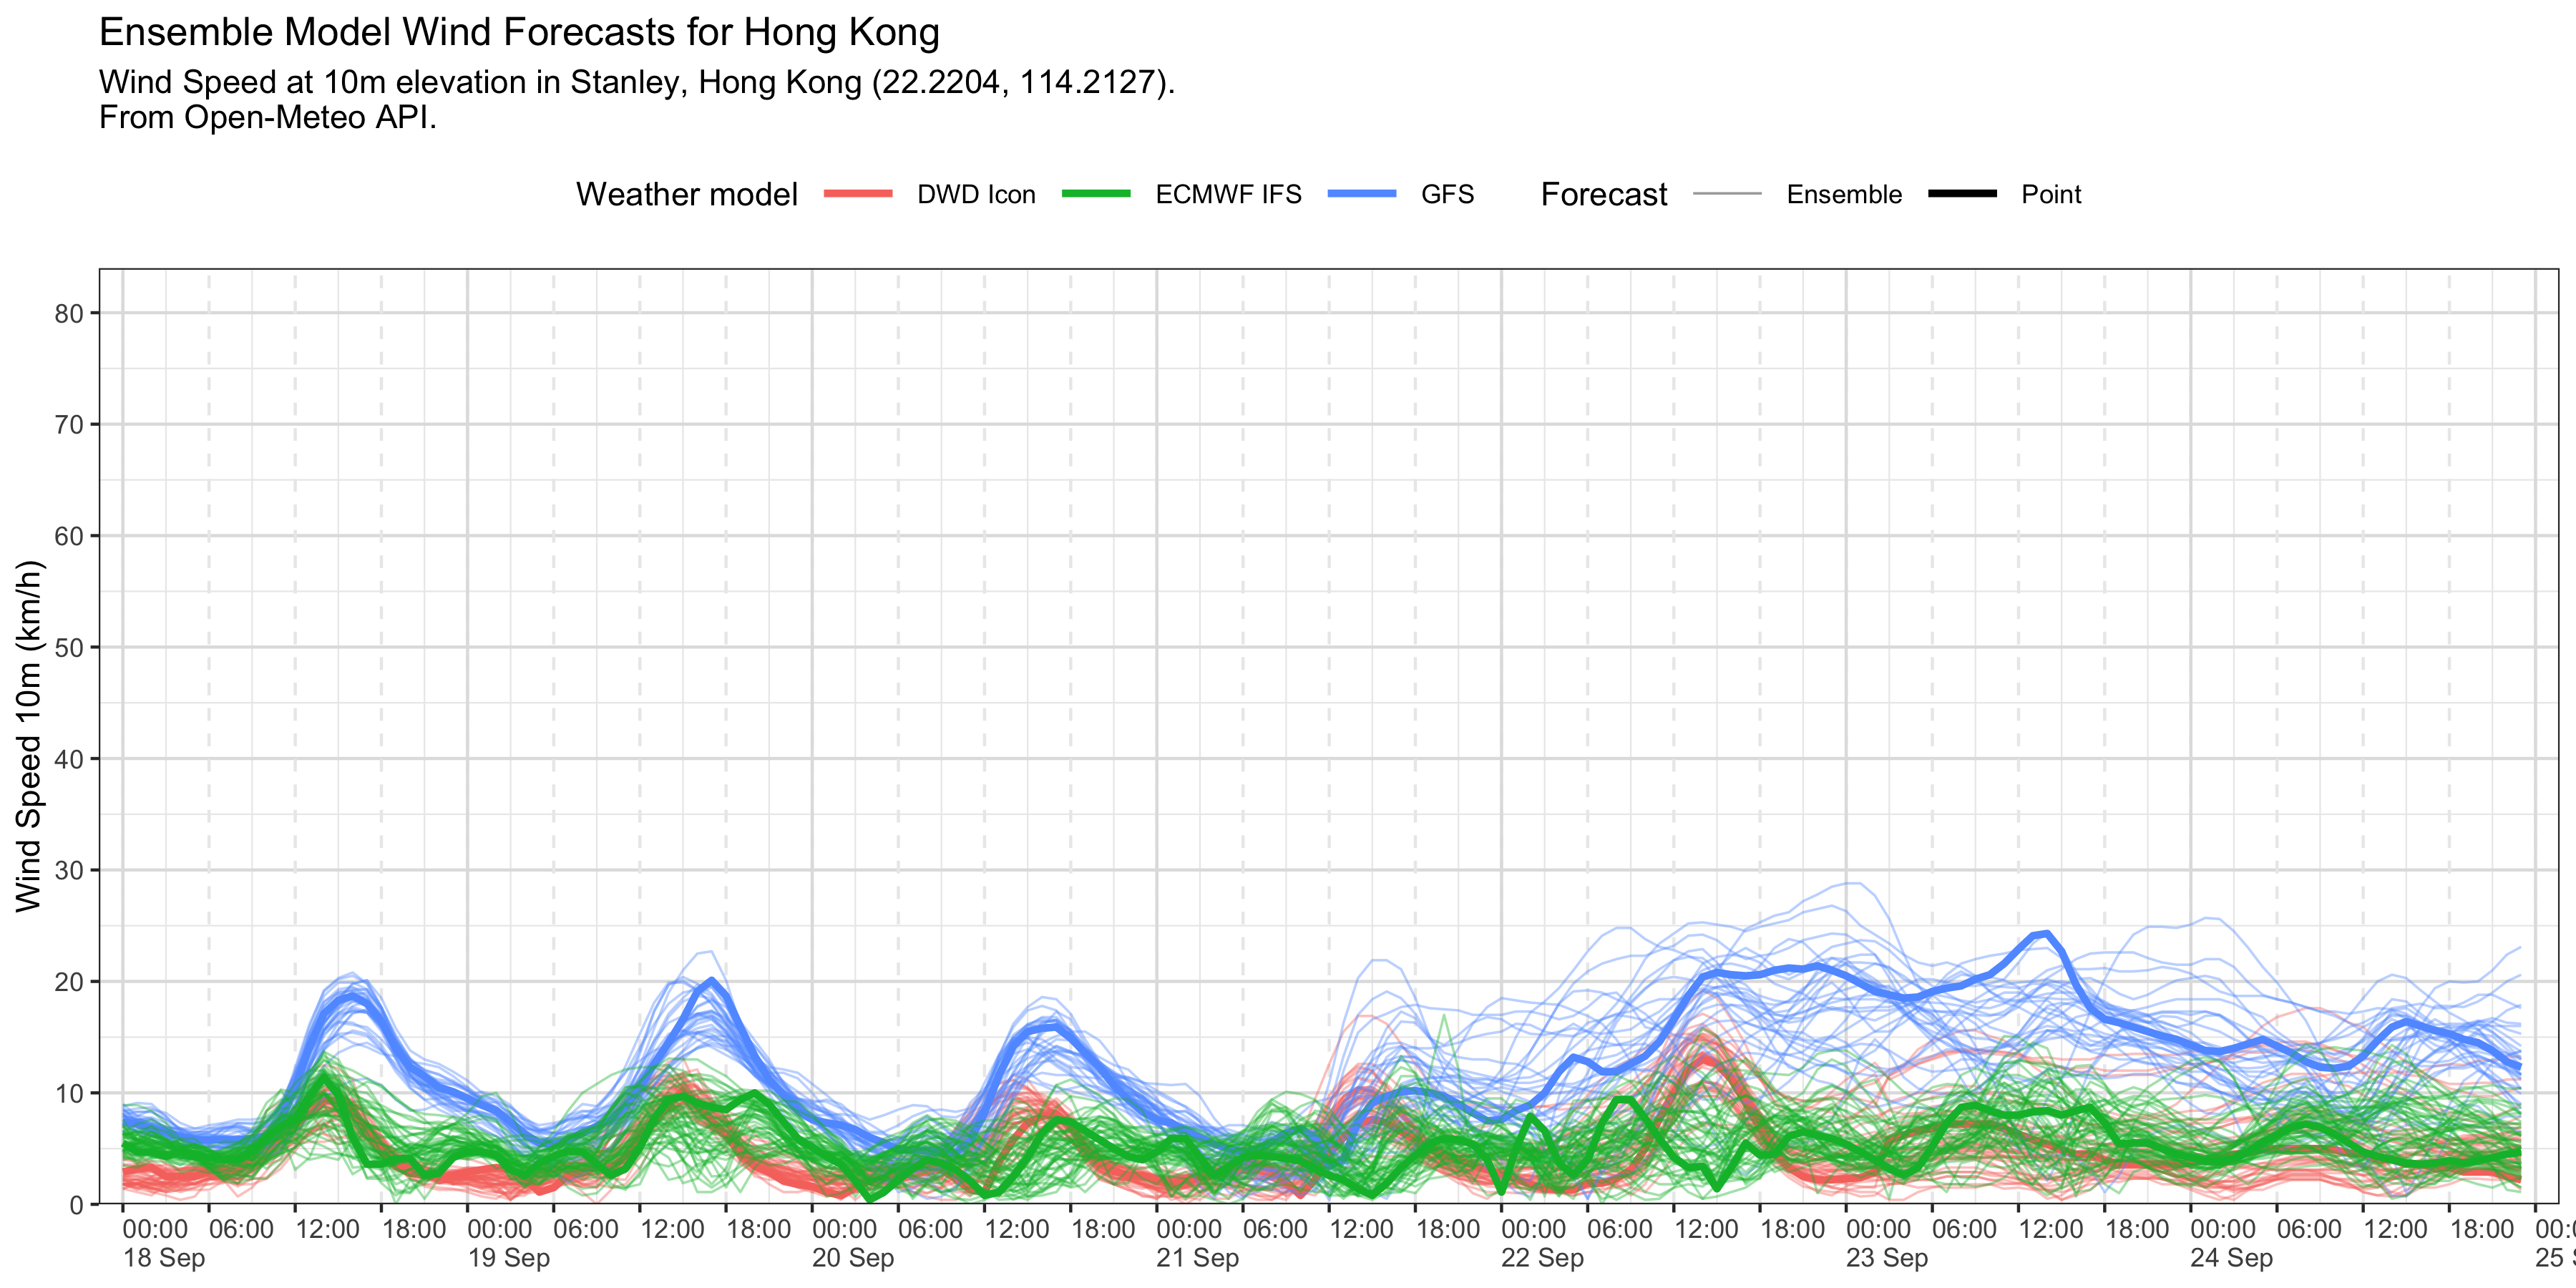 Ensemble Model Wind Forecasts for Hong Kong
Wind Speed at 10m elevation in Stanley, Hong Kong (22.2204, 114.2127).
From Open-Meteo API.
Weather model DWD Icon ECMWF IFS GFS Forecast Ensemble Point
Wind Speed 10m (km/h)
80
70
60
50
40
30
20
10
0
00:00 06:00 12:00 18:00 00:00 06:00 12:00 18:00 00:00 06:00 12:00 18:00 00:00 06:00 12:00 18:00 00:00 06:00 12:00 18:00 00:00 06:00 12:00 18:00 00:00 06:00 12:00 18:00
18 Sep 19 Sep 20 Sep 21 Sep 22 Sep 23 Sep 24 Sep 25